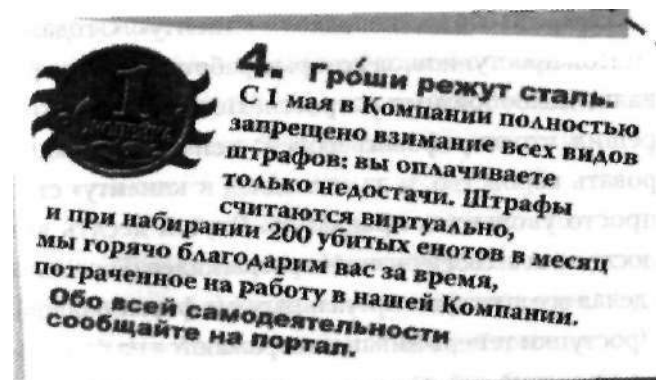 4. Гроши режут сталь.
С 1 мая в Компании полностью
запрещено взимание всех видов
штрафов: вы оплачиваете
только недостачи. Штрафы
считаются виртуально,
и при набирании 200 убитых енотов в месяц
мы горячо благодарим вас за время,
потраченное на работу в нашей Компании.
Обо всей самодеятельности
сообщайте на портал.
1